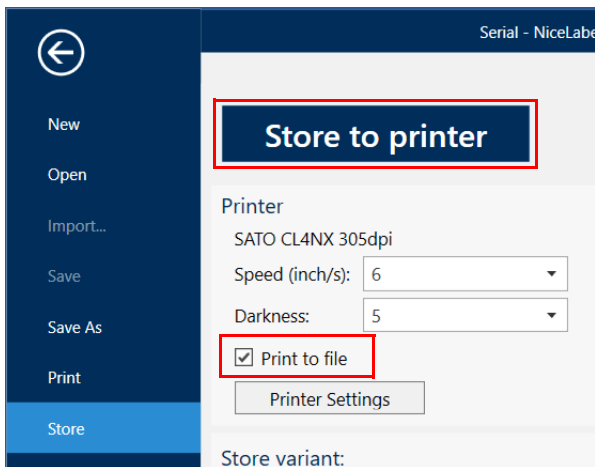 Serial - NiceLabe
New
Open
Import...
Save
Save As
Print
Store
Store to printer
Printer
SATO CL4NX 305dpi
Speed (inch/s): 6
Darkness: 5
Print to file
Printer Settings
Store variant: